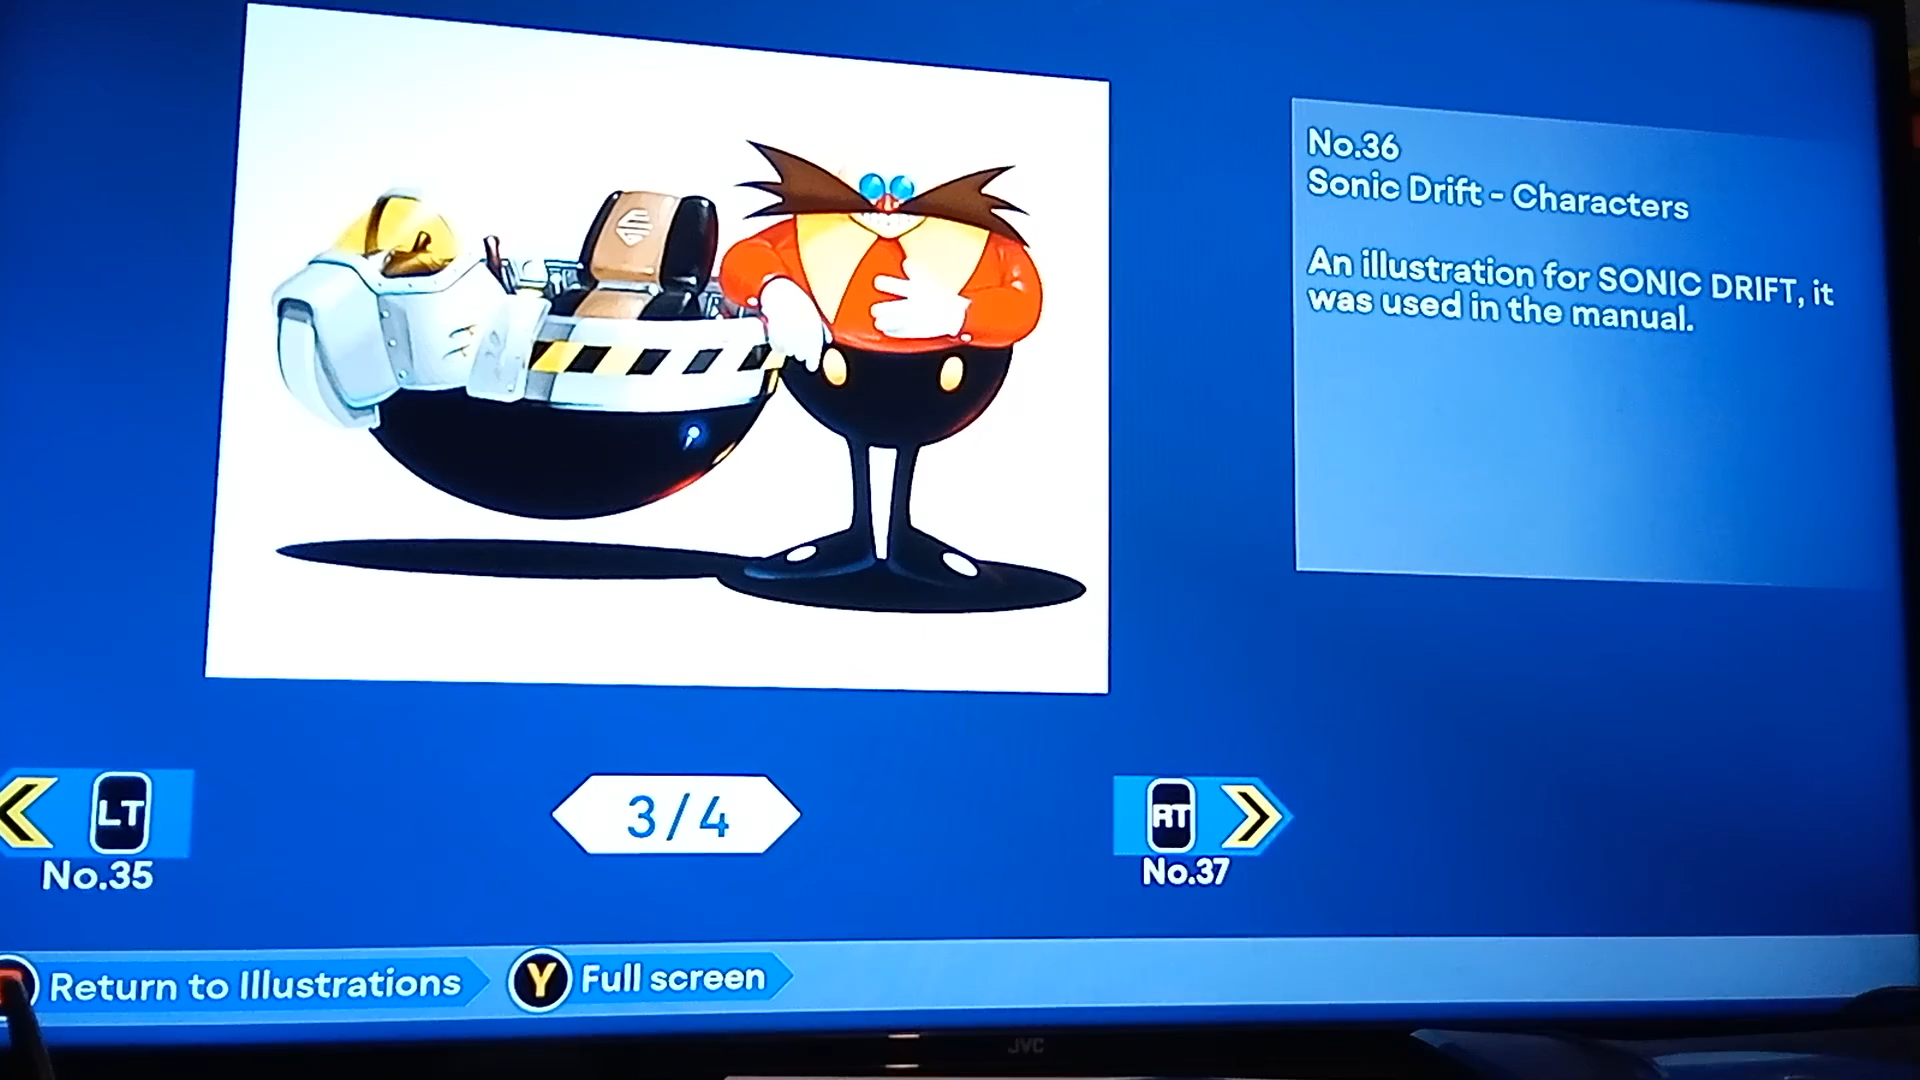 No.36
Sonic Drift - Characters
An illustration for SONIC DRIFT, it
was used in the manual.
LT
No.35
3/4
RT
No.37
Return to Illustrations
Y
Full screen
JVC